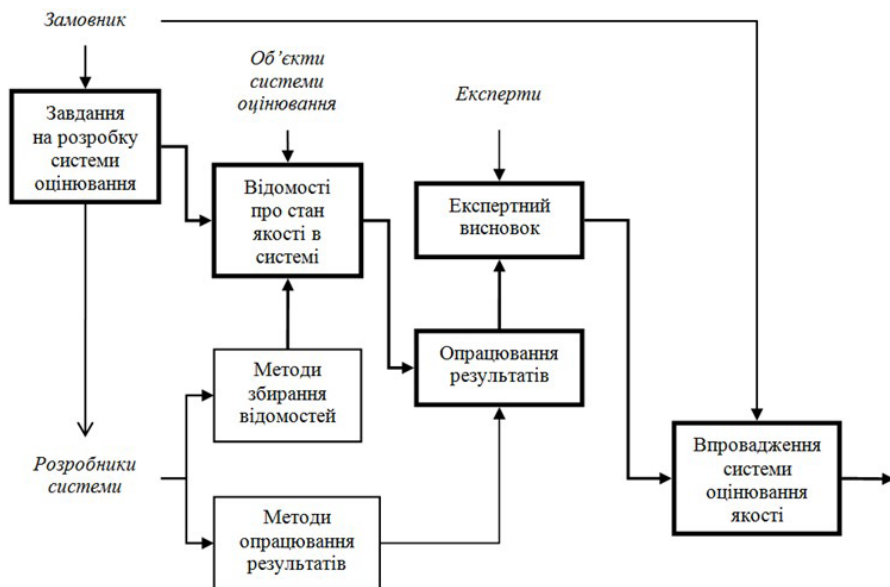 Замовник
Об’єкти
системи
оцінювання
Експерти
Завдання
на розробку
системи
оцінювання
Відомості
про стан
якості в
системі
Експертний
висновок
Методи
збирання
відомостей
Опрацювання
результатів
Розробники
системи
Методи
опрацювання
результатів
Впровадження
системи
оцінювання
якості